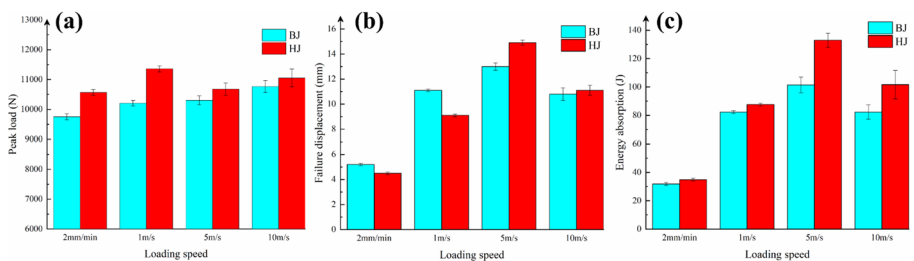 (a)
BJ
HJ
Peak load (N)
13000
12000
11000
10000
9000
8000
7000
6000
2mm/min 1m/s 5m/s 10m/s
Loading speed
(b)
BJ
HJ
Failure displacement (mm)
16
14
12
10
8
6
4
2
0
2mm/min 1m/s 5m/s 10m/s
Loading speed
(c)
BJ
HJ
Energy absorption (J)
140
120
100
80
60
40
20
0
2mm/min 1m/s 5m/s 10m/s
Loading speed